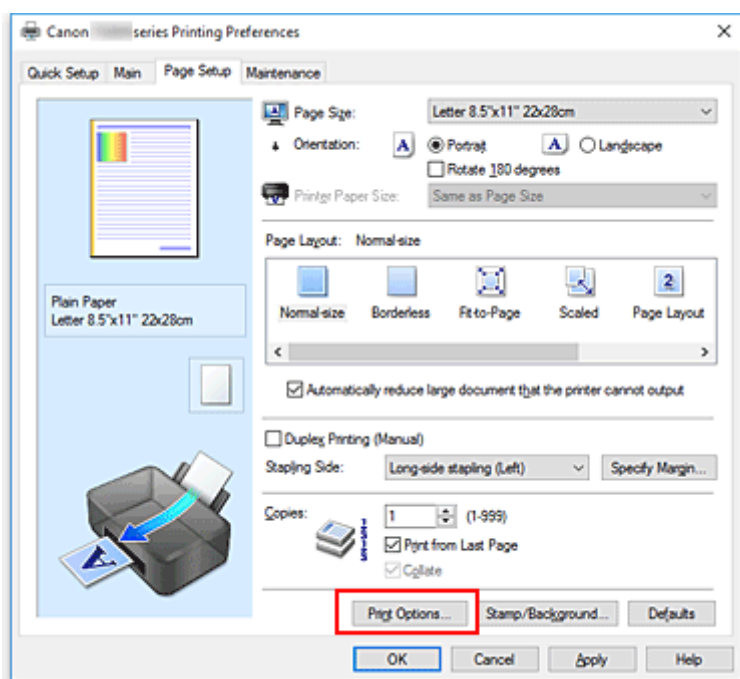 Canon series Printing Preferences
Quick Setup Main Page Setup Maintenance
Page Size: Letter 8.5"x11" 22x28cm
Orientation: A Portrait A Landscape
Rotate 180 degrees
Printer Paper Size: Same as Page Size
Page Layout: Normal-size
2
Normal-size Borderless Fit-to-Page Scaled Page Layout
Plain Paper
Letter 8.5"x11" 22x28cm
Automatically reduce large document that the printer cannot output
Duplex Printing (Manual)
Stapling Side: Long-side stapling (Left) Specify Margin...
Copies: 1 (1-999)
Print from Last Page
Collate
A
Print Options... Stamp/Background... Defaults
OK Cancel Apply Help